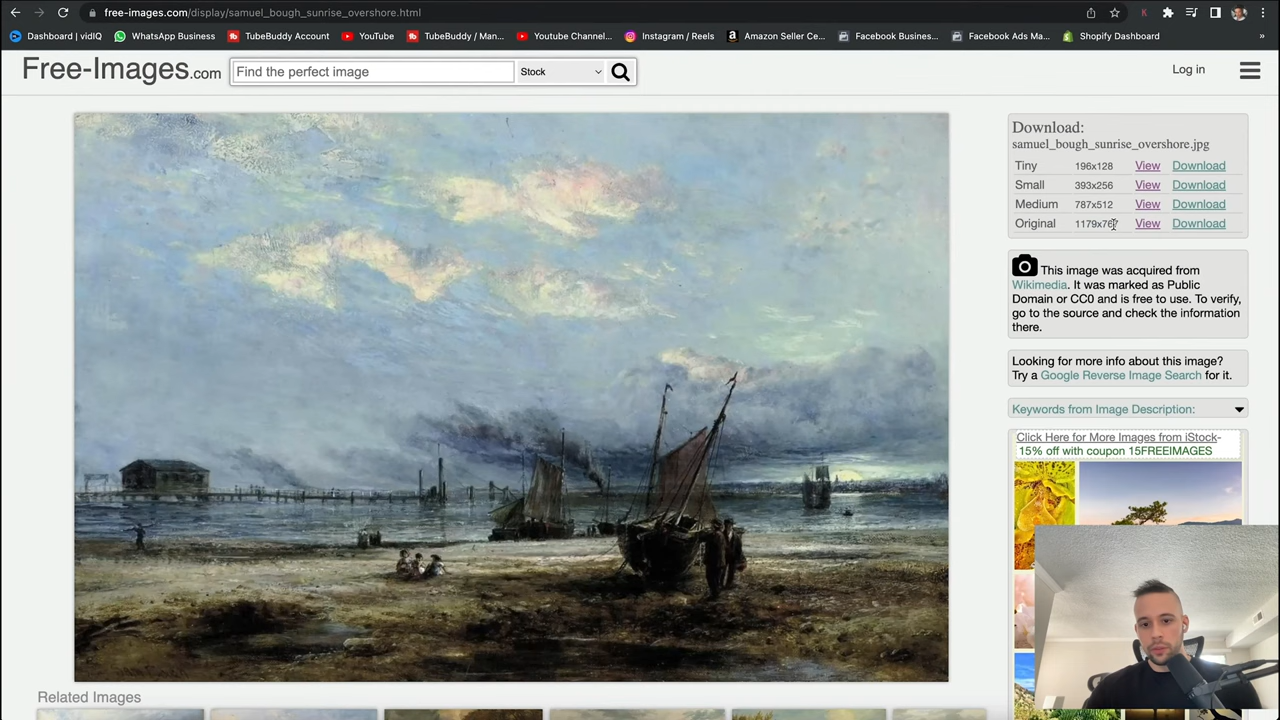 free-images.com/display/samuel_bough_sunrise_overshore.html
Dashboard | vidIQ
WhatsApp Business
TubeBuddy Account
YouTube
TubeBuddy / Man...
Youtube Channel...
Instagram / Reels
Amazon Seller Ce...
Facebook Busines...
Facebook Ads Ma...
Shopify Dashboard
»
Free-Images.com
Find the perfect image
Stock
Log in
Download:
samuel_bough_sunrise_overshore.jpg
Tiny 196x128 View Download
Small 393x256 View Download
Medium 787x512 View Download
Original 1179x76 View Download
This image was acquired from
Wikimedia. It was marked as Public
Domain or CC0 and is free to use. To verify,
go to the source and check the information
there.
Looking for more info about this image?
Try a Google Reverse Image Search for it.
Keywords from Image Description:
Click Here for More Images from iStock-
15% off with coupon 15FREEIMAGES
Related Images